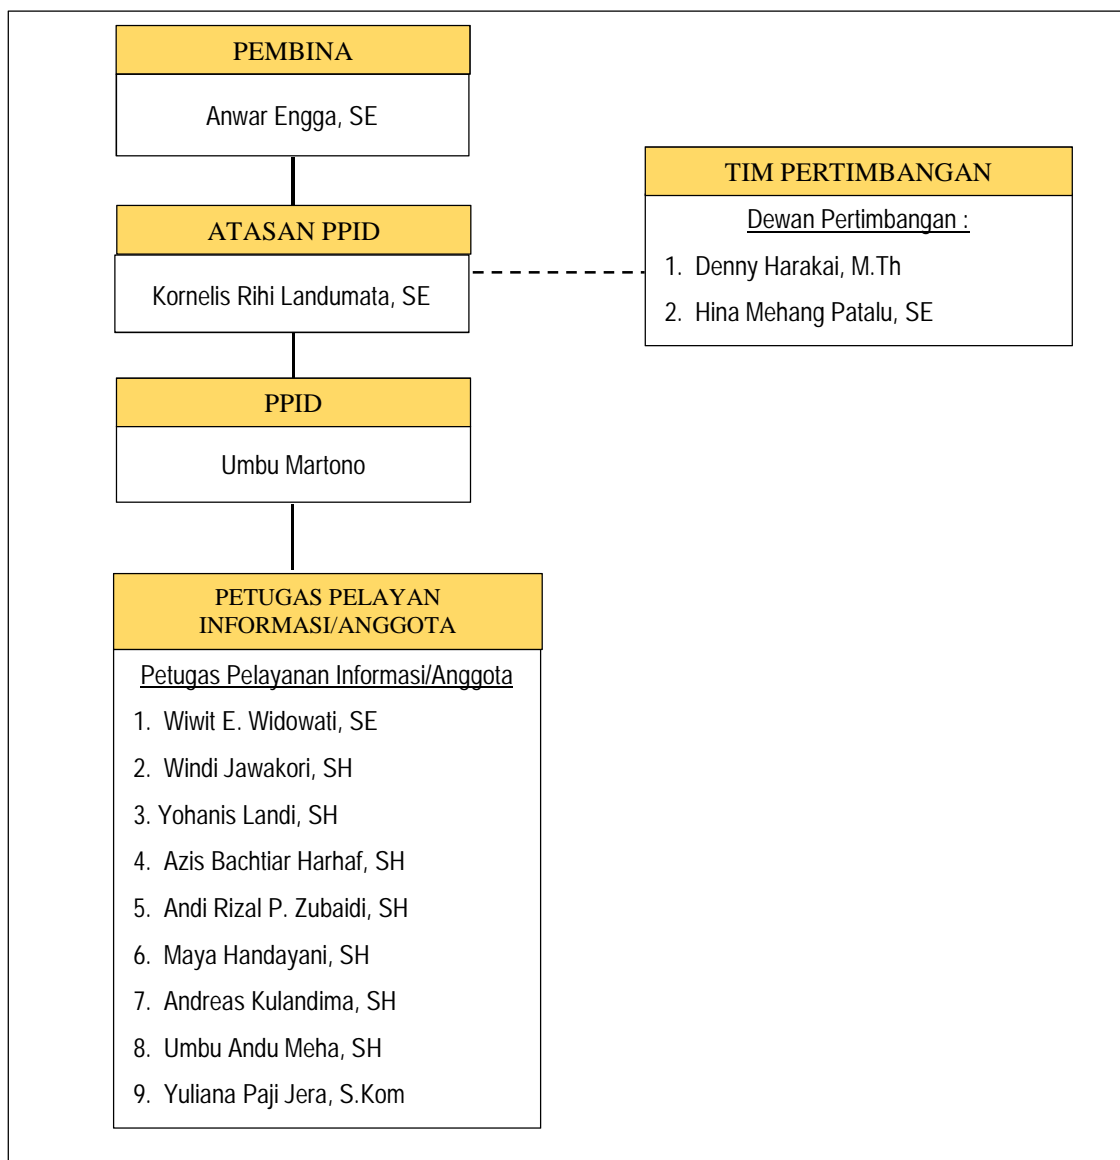 PEMBINA
Anwar Engga, SE
ATASAN PPID
Kornelis Rihi Landumata, SE
TIM PERTIMBANGAN
Dewan Pertimbangan :
1. Denny Harakai, M.Th
2. Hina Mehang Patalu, SE
PPID
Umbu Martono
PETUGAS PELAYAN
INFORMASI/ANGGOTA
Petugas Pelayanan Informasi/Anggota
1. Wiwit E. Widowati, SE
2. Windi Jawakori, SH
3. Yohanis Landi, SH
4. Azis Bachtiar Harhaf, SH
5. Andi Rizal P. Zubaidi, SH
6. Maya Handayani, SH
7. Andreas Kulandima, SH
8. Umbu Andu Meha, SH
9. Yuliana Paji Jera, S.Kom